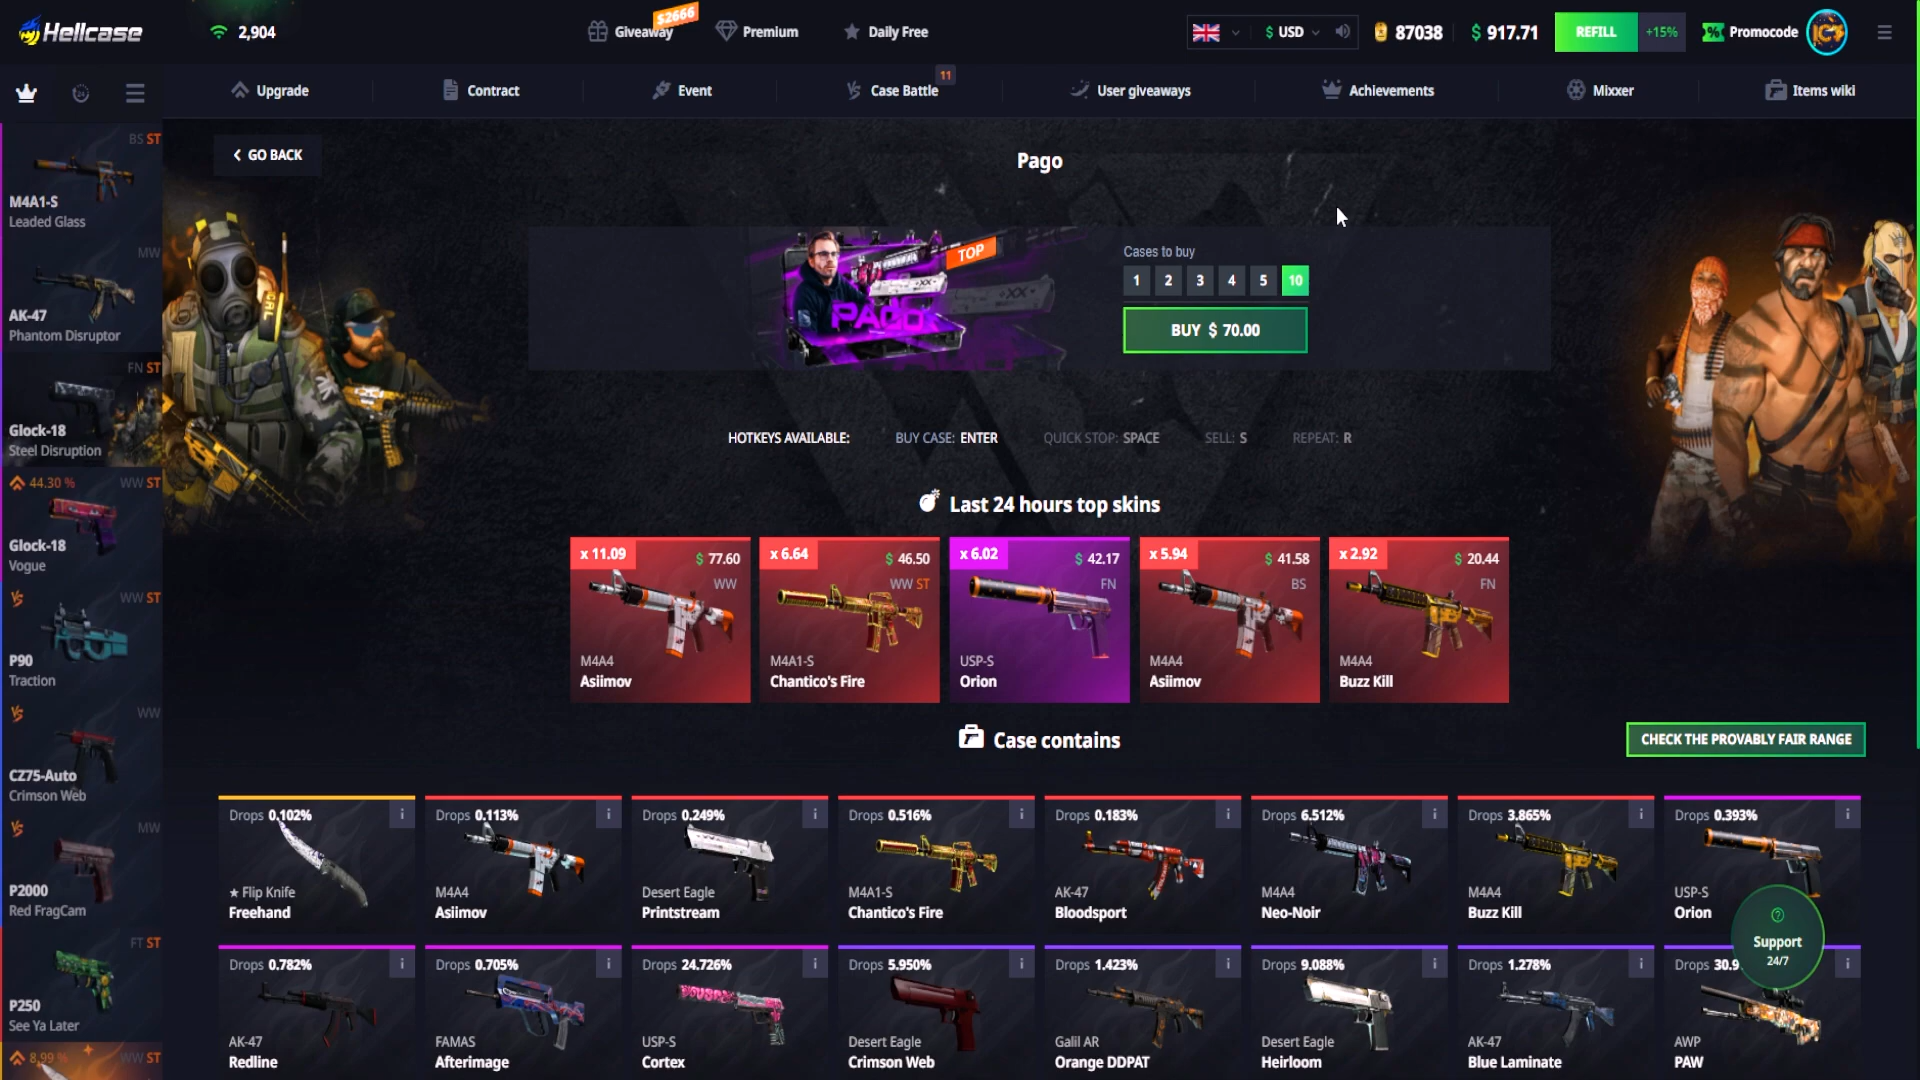 Hellcase
2,904
Giveaway
$2666
Premium
Daily Free
$ USD
87038
$ 917.71
REFILL
+15%
Promocode
Upgrade
Contract
Event
Case Battle
11
User giveaways
Achievements
Mixxer
Items wiki
GO BACK
Pago
TOP
PAGO
Cases to buy
1 2 3 4 5 10
BUY $ 70.00
HOTKEYS AVAILABLE: BUY CASE: ENTER QUICK STOP: SPACE SELL: S REPEAT: R
Last 24 hours top skins
x 11.09 $ 77.60
WW
M4A4
Asiimov
x 6.64 $ 46.50
WW ST
M4A1-S
Chantico's Fire
x 6.02 $ 42.17
FN
USP-S
Orion
x 5.94 $ 41.58
BS
M4A4
Asiimov
x 2.92 $ 20.44
FN
M4A4
Buzz Kill
Case contains
CHECK THE PROVABLY FAIR RANGE
Drops 0.102%
★ Flip Knife
Freehand
Drops 0.113%
M4A4
Asiimov
Drops 0.249%
Desert Eagle
Printstream
Drops 0.516%
M4A1-S
Chantico's Fire
Drops 0.183%
AK-47
Bloodsport
Drops 6.512%
M4A4
Neo-Noir
Drops 3.865%
M4A4
Buzz Kill
Drops 0.393%
USP-S
Orion
Drops 0.782%
AK-47
Redline
Drops 0.705%
FAMAS
Afterimage
Drops 24.726%
USP-S
Cortex
Drops 5.950%
Desert Eagle
Crimson Web
Drops 1.423%
Galil AR
Orange DDPAT
Drops 9.088%
Desert Eagle
Heirloom
Drops 1.278%
AK-47
Blue Laminate
Drops 30.9
AWP
PAW
Support
24/7
BS ST
M4A1-S
Leaded Glass
MW
AK-47
Phantom Disruptor
FN ST
Glock-18
Steel Disruption
44.30 % WW ST
Glock-18
Vogue
WW ST
P90
Traction
WW
CZ75-Auto
Crimson Web
MW
P2000
Red FragCam
FT ST
P250
See Ya Later
8.99 % WW ST